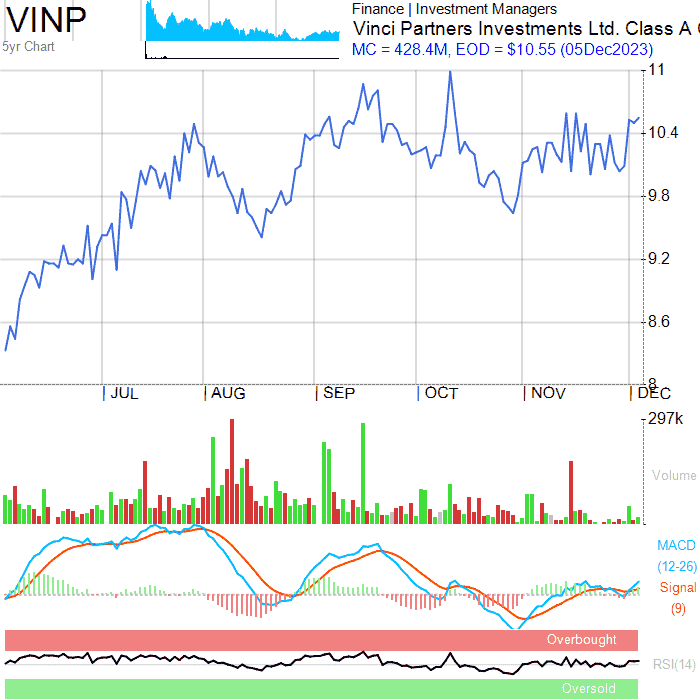 VINP
5yr Chart
Finance | Investment Managers
Vinci Partners Investments Ltd. Class A
MC = 428.4M, EOD = $10.55 (05Dec2023)
11
10.4
9.8
9.2
8.6
8
JUL AUG SEP OCT NOV DEC
297k
Volume
MACD
(12-26)
Signal
(9)
Overbought
RSI(14)
Oversold